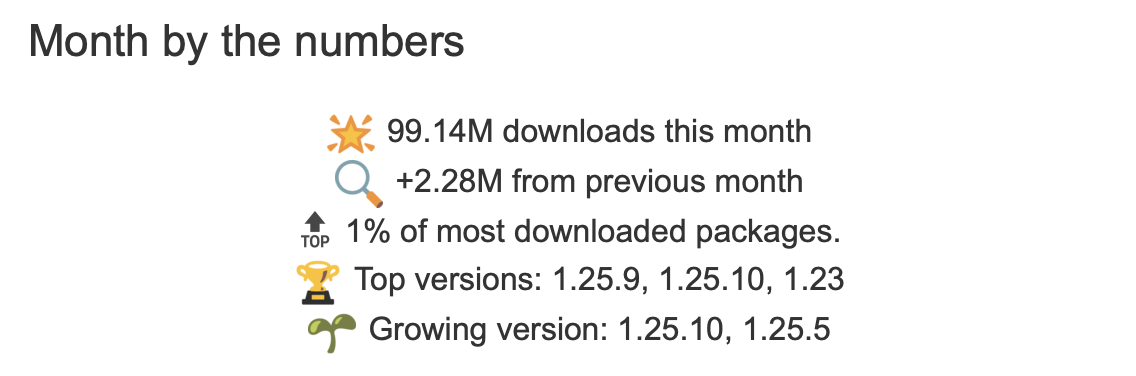 Month by the numbers
🌟 99.14M downloads this month
🔍 +2.28M from previous month
🔝 1% of most downloaded packages.
🏆 Top versions: 1.25.9, 1.25.10, 1.23
🌱 Growing version: 1.25.10, 1.25.5